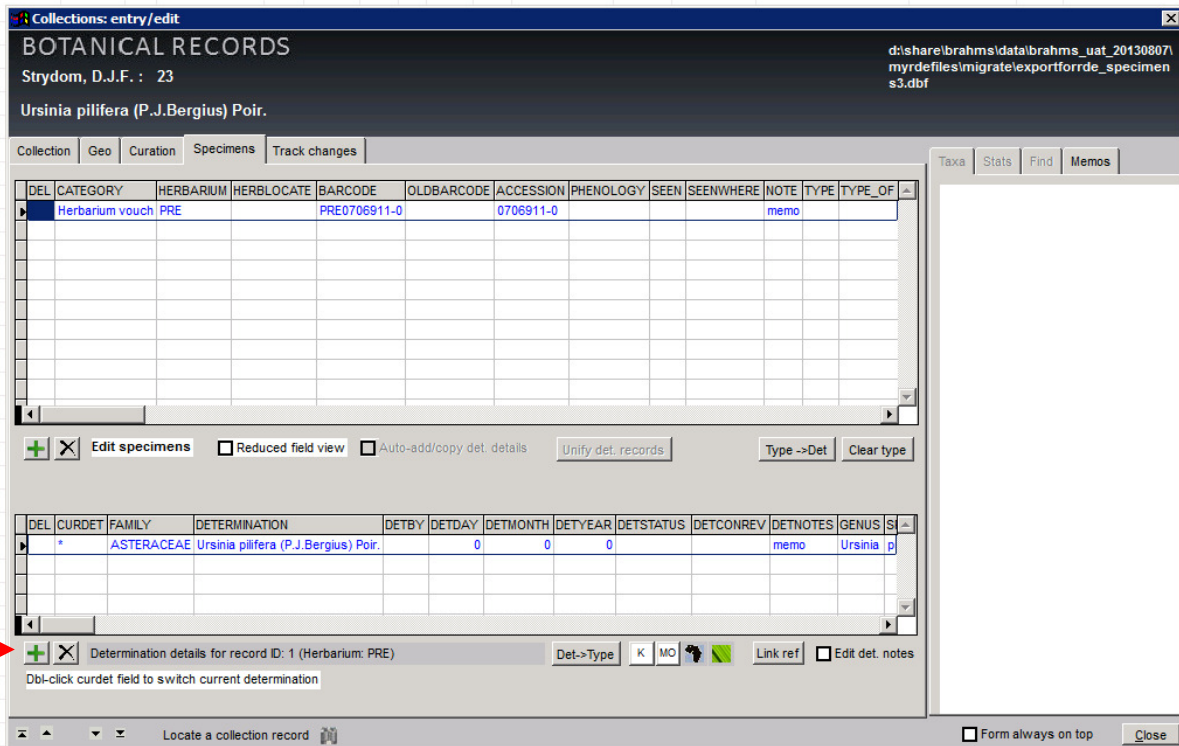 Collections: entry/edit
BOTANICAL RECORDS
Strydom, D.J.F. : 23
Ursinia pilifera (P.J.Bergius) Poir.
d:\share\brahms\data\brahms_uat_20130807\
myrdefiles\migrate\exportforrde_specimen
s3.dbf
Collection Geo Curation Specimens Track changes
Taxa Stats Find Memos
DEL CATEGORY HERBARIUM HERBLOCATE BARCODE OLDBARCODE ACCESSION PHENOLOGY SEEN SEENWHERE NOTE TYPE TYPE_OF
Herbarium vouch PRE PRE0706911-0 0706911-0 memo
Edit specimens Reduced field view Auto-add/copy det. details Unify det. records Type ->Det Clear type
DEL CURDET FAMILY DETERMINATION DETBY DETDAY DETMONTH DETYEAR DETSTATUS DETCONREV DETNOTES GENUS
* ASTERACEAE Ursinia pilifera (P.J.Bergius) Poir. 0 0 0 memo Ursinia p
Determination details for record ID: 1 (Herbarium: PRE) Det->Type K MO Link ref Edit det. notes
Dbl-click curdet field to switch current determination
Locate a collection record Form always on top Close